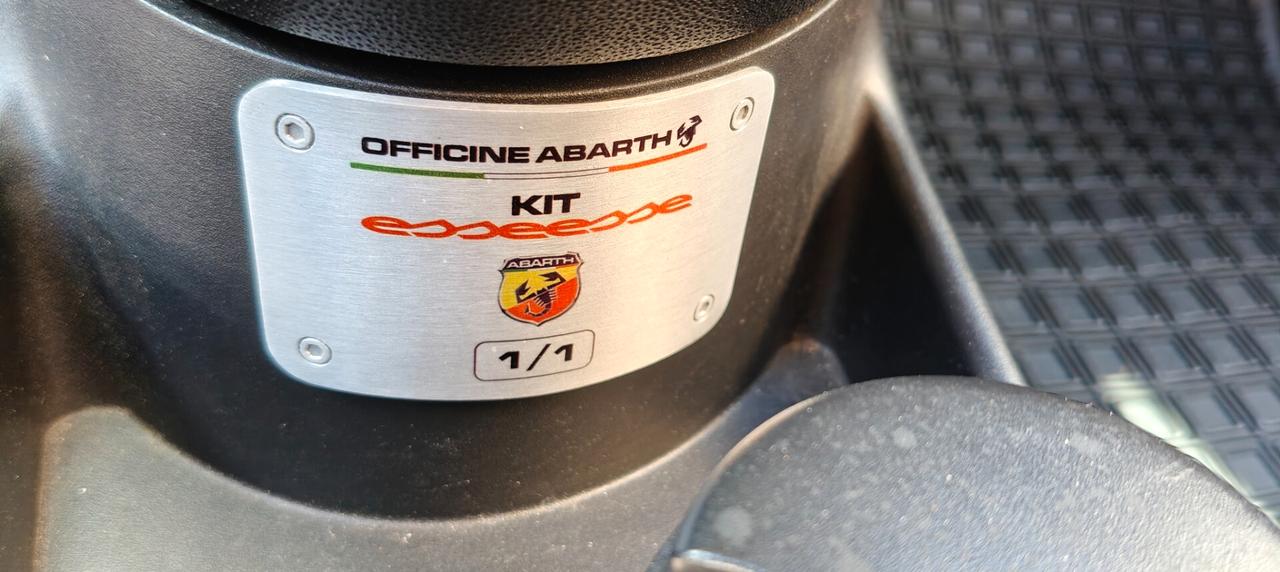 OFFICINE ABARTH
KIT
esseesse
ABARTH
1/1